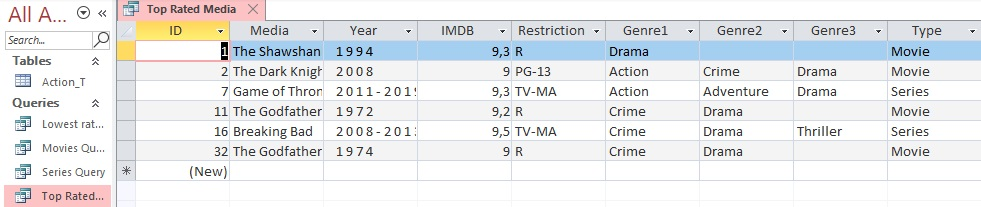 All A...
Search...
Tables
Action_T
Queries
Lowest rat...
Movies Qu...
Series Query
Top Rated...
Top Rated Media
ID Media Year IMDB Restriction Genre1 Genre2 Genre3 Type
1 The Shawshan 1994 9,3 R Drama Movie
2 The Dark Knigh 2008 9 PG-13 Action Crime Drama Movie
7 Game of Thron 2011-2019 9,3 TV-MA Action Adventure Drama Series
11 The Godfather 1972 9,2 R Crime Drama Movie
16 Breaking Bad 2008-2013 9,5 TV-MA Crime Drama Thriller Series
32 The Godfather 1974 9 R Crime Drama Movie
(New)